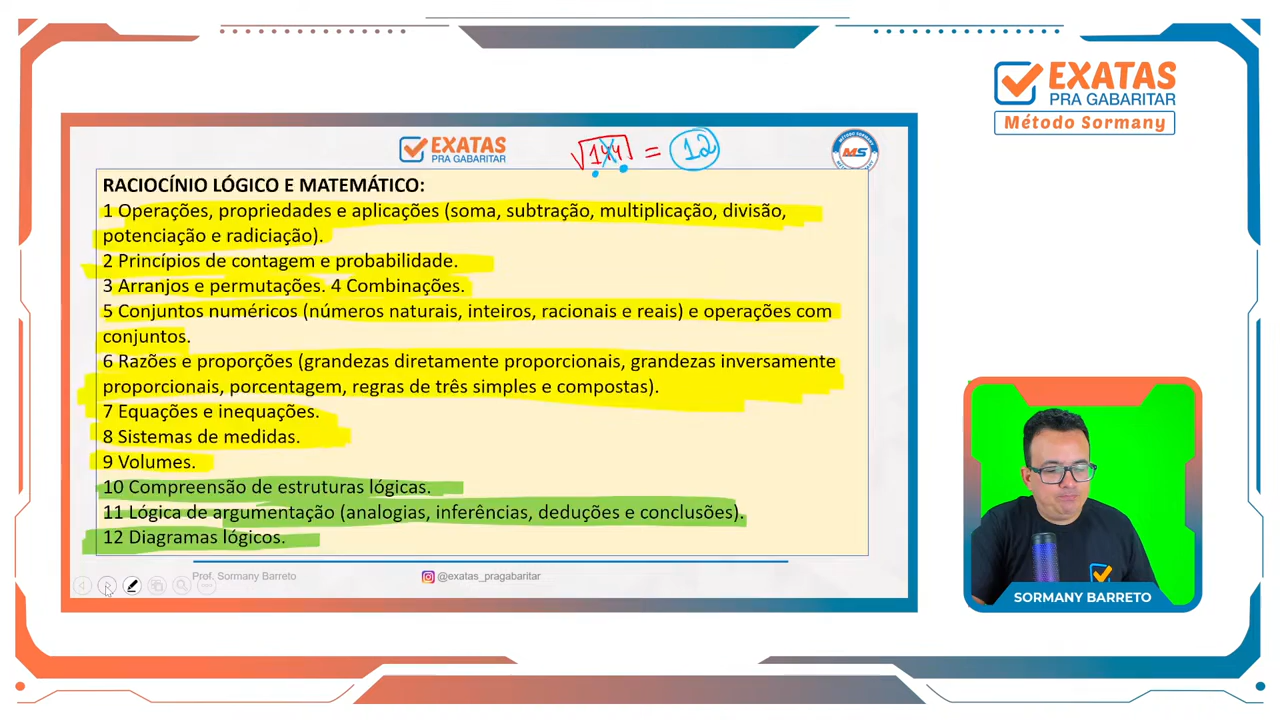 EXATAS
PRA GABARITAR
Método Sormany
EXATAS
PRA GABARITAR
√144 = 12
MÉTODO SORMANY
MS
RACIOCÍNIO LÓGICO E MATEMÁTICO:
1 Operações, propriedades e aplicações (soma, subtração, multiplicação, divisão,
potenciação e radiciação).
2 Princípios de contagem e probabilidade.
3 Arranjos e permutações. 4 Combinações.
5 Conjuntos numéricos (números naturais, inteiros, racionais e reais) e operações com
conjuntos.
6 Razões e proporções (grandezas diretamente proporcionais, grandezas inversamente
proporcionais, porcentagem, regras de três simples e compostas).
7 Equações e inequações.
8 Sistemas de medidas.
9 Volumes.
10 Compreensão de estruturas lógicas.
11 Lógica de argumentação (analogias, inferências, deduções e conclusões).
12 Diagramas lógicos.
Prof. Sormany Barreto
@exatas_pragabaritar
SORMANY BARRETO